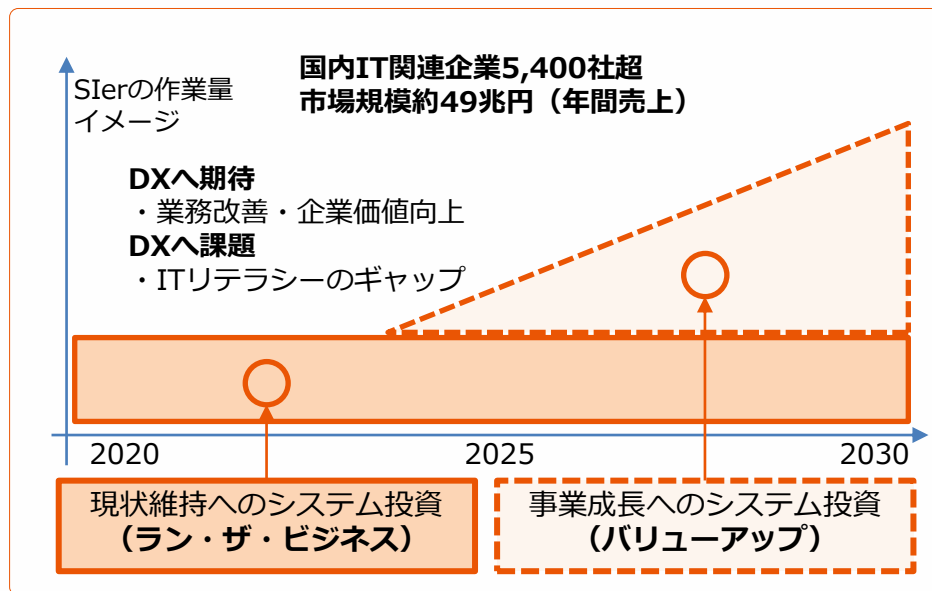 国内IT関連企業5,400社超
市場規模約49兆円（年間売上）
SIerの作業量
イメージ
DXへ期待
・業務改善・企業価値向上
DXへ課題
・ITリテラシーのギャップ
2020
2025
2030
現状維持へのシステム投資
（ラン・ザ・ビジネス）
事業成長へのシステム投資
（バリューアップ）